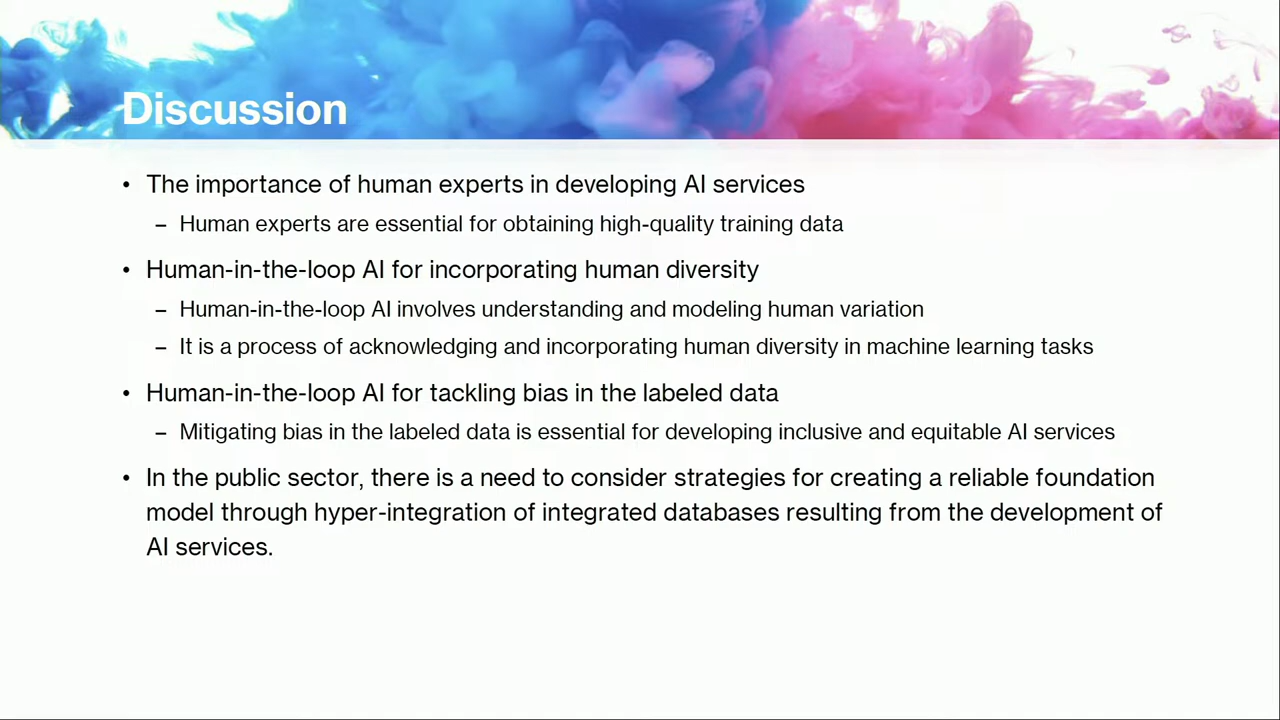 Discussion
• The importance of human experts in developing AI services
– Human experts are essential for obtaining high-quality training data
• Human-in-the-loop AI for incorporating human diversity
– Human-in-the-loop AI involves understanding and modeling human variation
– It is a process of acknowledging and incorporating human diversity in machine learning tasks
• Human-in-the-loop AI for tackling bias in the labeled data
– Mitigating bias in the labeled data is essential for developing inclusive and equitable AI services
• In the public sector, there is a need to consider strategies for creating a reliable foundation
model through hyper-integration of integrated databases resulting from the development of
AI services.